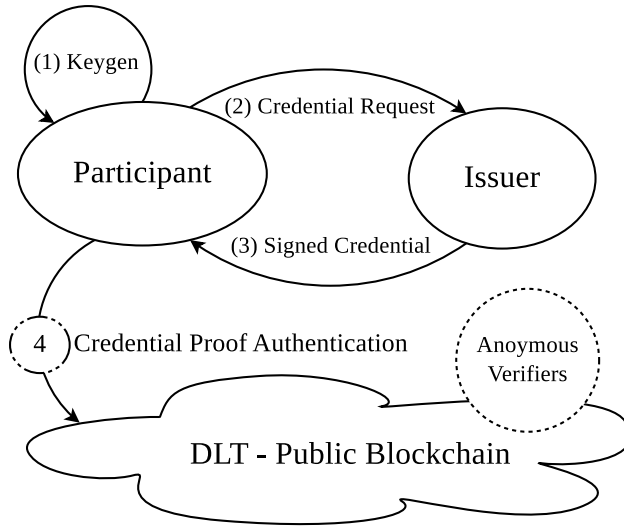 (1) Keygen
(2) Credential Request
Participant
Issuer
(3) Signed Credential
4 Credential Proof Authentication
Anoymous
Verifiers
DLT - Public Blockchain